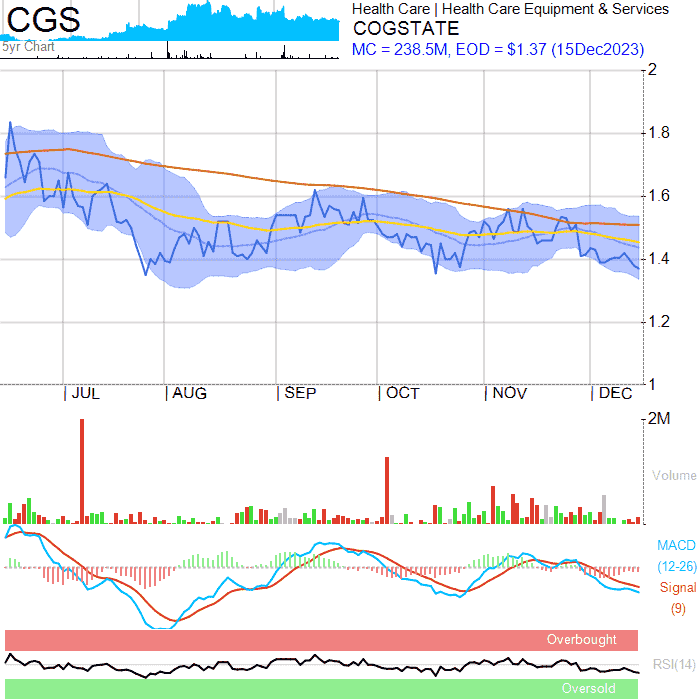 CGS
5yr Chart
Health Care | Health Care Equipment & Services
COGSTATE
MC = 238.5M, EOD = $1.37 (15Dec2023)
2
1.8
1.6
1.4
1.2
1
JUL AUG SEP OCT NOV DEC
2M
Volume
MACD
(12-26)
Signal
(9)
Overbought
RSI(14)
Oversold